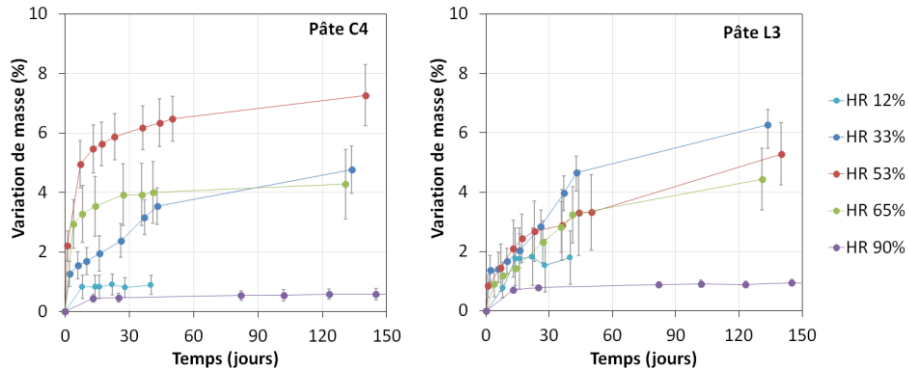 Pâte C4
Variation de masse (%)
10
8
6
4
2
0
0 30 60 90 120 150
Temps (jours)
Pâte L3
Variation de masse (%)
10
8
6
4
2
0
0 30 60 90 120 150
Temps (jours)
HR 12%
HR 33%
HR 53%
HR 65%
HR 90%